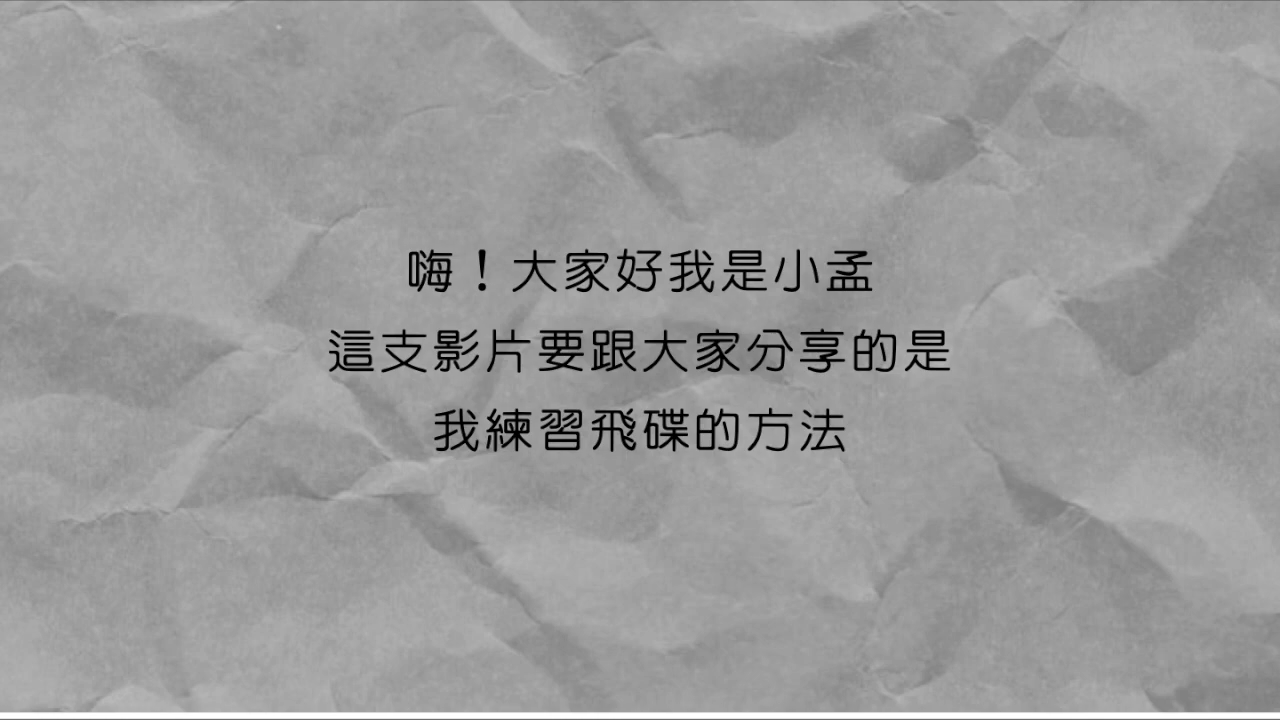 嗨！大家好我是小孟
這支影片要跟大家分享的是
我練習飛碟的方法